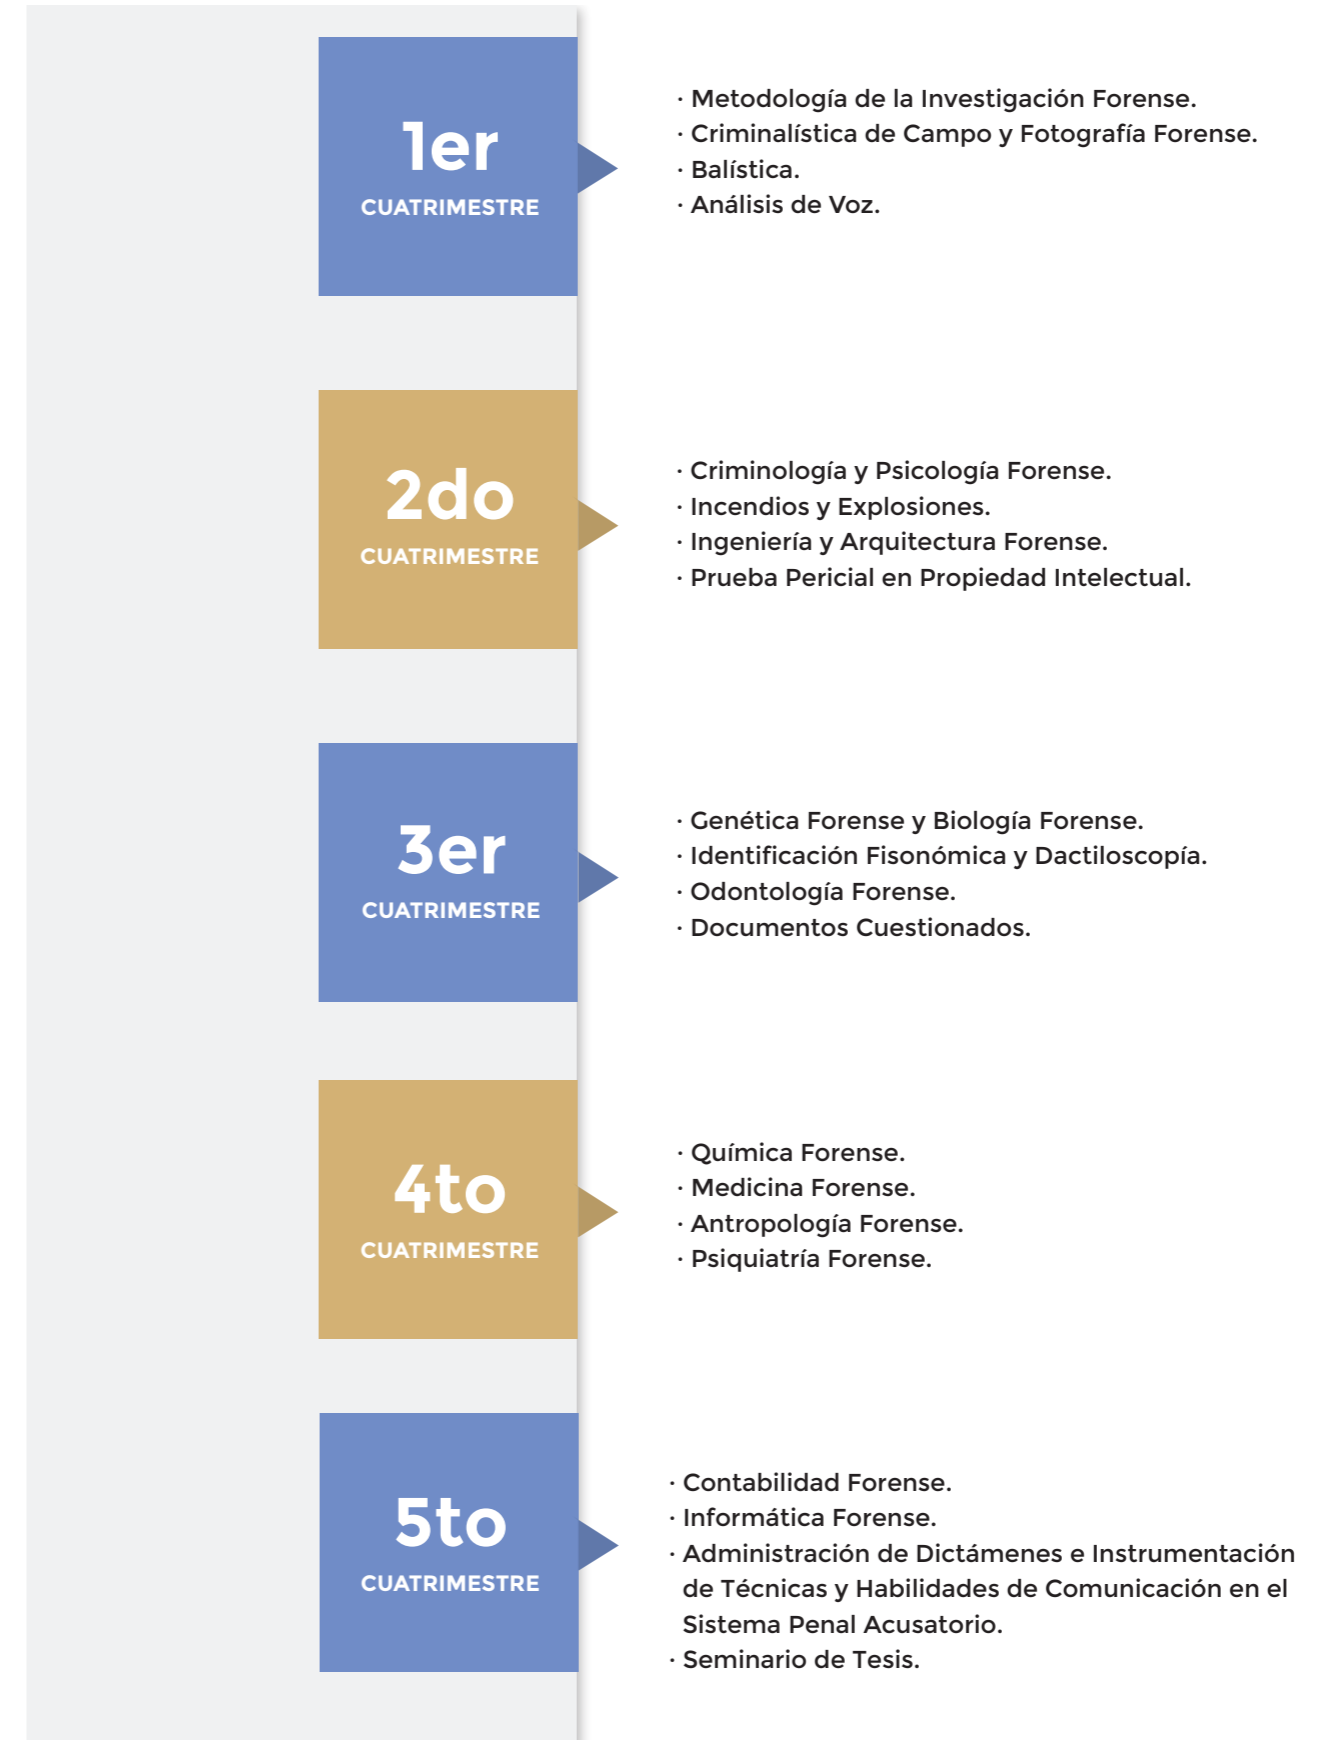 1er
CUATRIMESTRE
· Metodología de la Investigación Forense.
· Criminalística de Campo y Fotografía Forense.
· Balística.
· Análisis de Voz.
2do
CUATRIMESTRE
· Criminología y Psicología Forense.
· Incendios y Explosiones.
· Ingeniería y Arquitectura Forense.
· Prueba Pericial en Propiedad Intelectual.
3er
CUATRIMESTRE
· Genética Forense y Biología Forense.
· Identificación Fisonómica y Dactiloscopía.
· Odontología Forense.
· Documentos Cuestionados.
4to
CUATRIMESTRE
· Química Forense.
· Medicina Forense.
· Antropología Forense.
· Psiquiatría Forense.
5to
CUATRIMESTRE
· Contabilidad Forense.
· Informática Forense.
· Administración de Dictámenes e Instrumentación
de Técnicas y Habilidades de Comunicación en el
Sistema Penal Acusatorio.
· Seminario de Tesis.